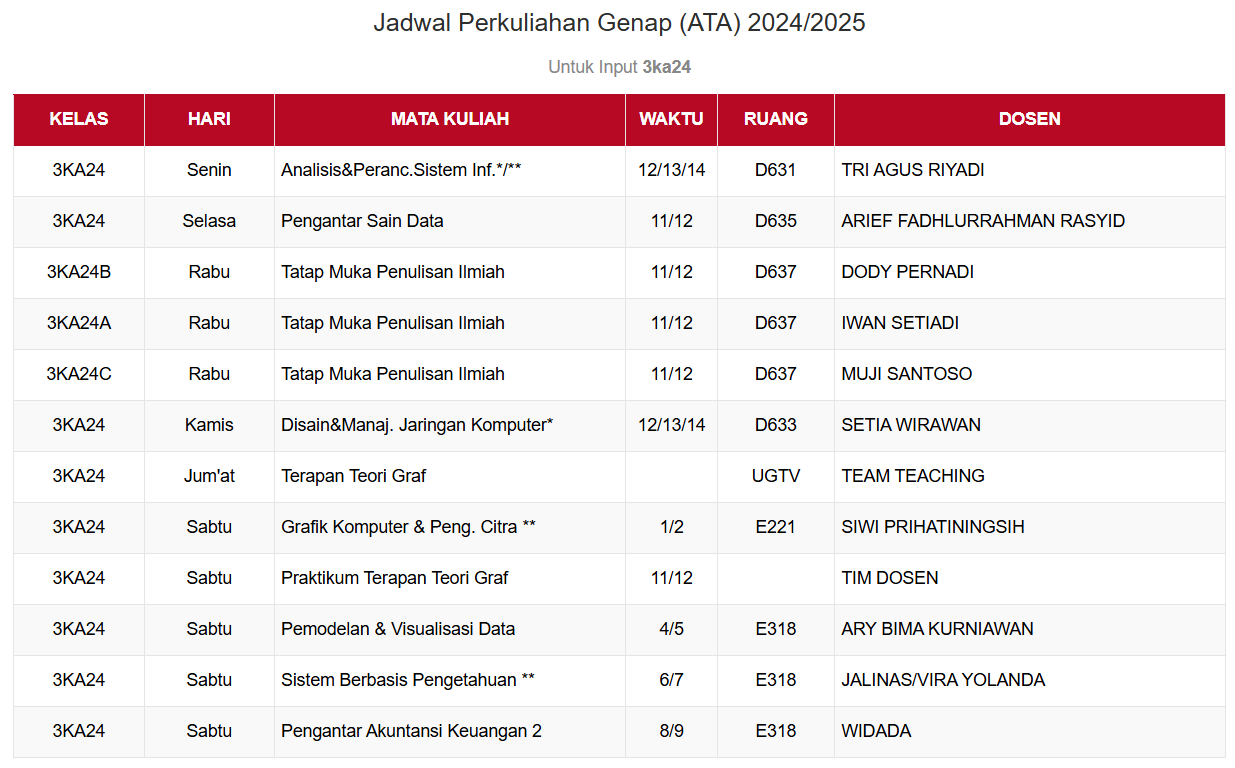 Jadwal Perkuliahan Genap (ATA) 2024/2025
Untuk Input 3ka24
KELAS HARI MATA KULIAH WAKTU RUANG DOSEN
3KA24 Senin Analisis&Peranc.Sistem Inf.*/** 12/13/14 D631 TRI AGUS RIYADI
3KA24 Selasa Pengantar Sain Data 11/12 D635 ARIEF FADHLURRAHMAN RASYID
3KA24B Rabu Tatap Muka Penulisan Ilmiah 11/12 D637 DODY PERNADI
3KA24A Rabu Tatap Muka Penulisan Ilmiah 11/12 D637 IWAN SETIADI
3KA24C Rabu Tatap Muka Penulisan Ilmiah 11/12 D637 MUJI SANTOSO
3KA24 Kamis Disain&Manaj. Jaringan Komputer* 12/13/14 D633 SETIA WIRAWAN
3KA24 Jum'at Terapan Teori Graf UGTV TEAM TEACHING
3KA24 Sabtu Grafik Komputer & Peng. Citra ** 1/2 E221 SIWI PRIHATININGSIH
3KA24 Sabtu Praktikum Terapan Teori Graf 11/12 TIM DOSEN
3KA24 Sabtu Pemodelan & Visualisasi Data 4/5 E318 ARY BIMA KURNIAWAN
3KA24 Sabtu Sistem Berbasis Pengetahuan ** 6/7 E318 JALINAS/VIRA YOLANDA
3KA24 Sabtu Pengantar Akuntansi Keuangan 2 8/9 E318 WIDADA